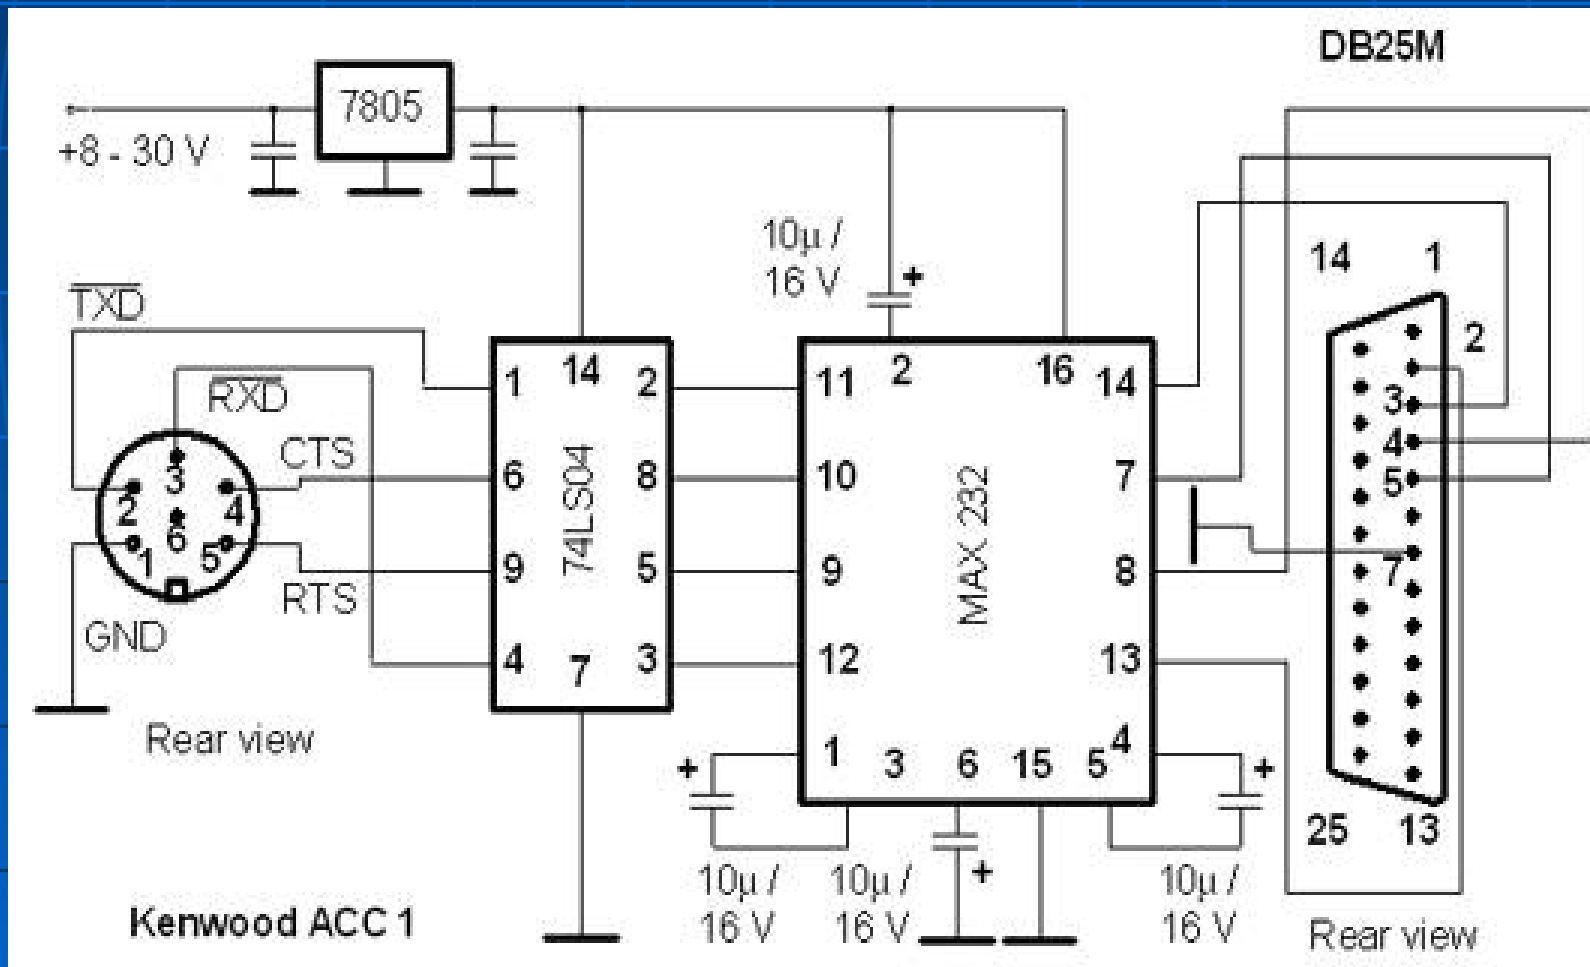 DB25M
7805
+8 - 30 V
10µ /
16 V
14 1
TXD
2
1 14 2
11 2 16 14
RXD
3
CTS
4
3
6 8
10 7
5
2 4
6
74LS04
MAX 232
1 5
9 5
9 8
7
RTS
GND
4 7 3
12 13
Rear view
1 3 6 15 5 4
+ +
25 13
10µ /
16 V
10µ /
16 V
+
10µ /
16 V
Kenwood ACC 1
Rear view